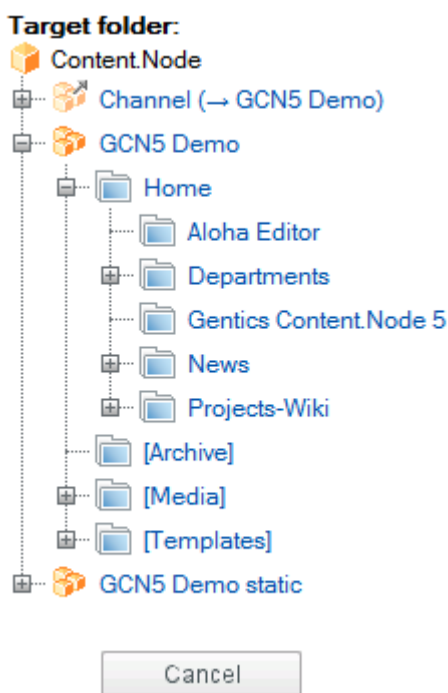 Target folder:
Content.Node
Channel (→ GCN5 Demo)
GCN5 Demo
Home
Aloha Editor
Departments
Gentics Content.Node 5
News
Projects-Wiki
[Archive]
[Media]
[Templates]
GCN5 Demo static
Cancel